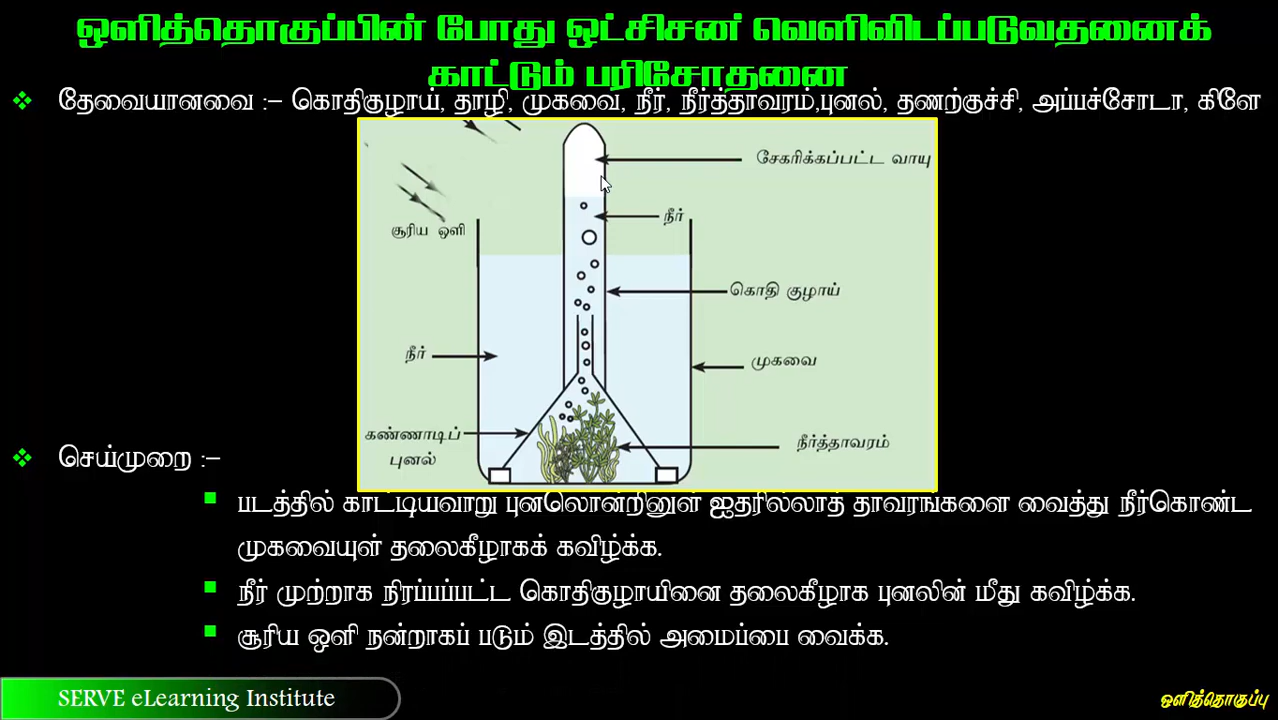 ஒளித்தொகுப்பின் போது ஒட்சிசன் வெளிவிடப்படுவதனைக்
காட்டும் பரிசோதனை
❖ தேவையானவை :– கொதிகுழாய், தாழி, முகவை, நீர், நீர்த்தாவரம்,புனல், தணற்குச்சி, அப்பச்சோடா, கிளே
சேகரிக்கப்பட்ட வாயு
நீர்
சூரிய ஒளி
கொதி குழாய்
நீர்
முகவை
கண்ணாடிப்
புனல்
நீர்த்தாவரம்
❖ செய்முறை :–
▪ படத்தில் காட்டியவாறு புனலொன்றினுள் ஐதரில்லாத் தாவரங்களை வைத்து நீர்கொண்ட
முகவையுள் தலைகீழாகக் கவிழ்க்க.
▪ நீர் முற்றாக நிரப்பப்பட்ட கொதிகுழாயினை தலைகீழாக புனலின் மீது கவிழ்க்க.
▪ சூரிய ஒளி நன்றாகப் படும் இடத்தில் அமைப்பை வைக்க.
SERVE eLearning Institute
ஒளித்தொகுப்பு